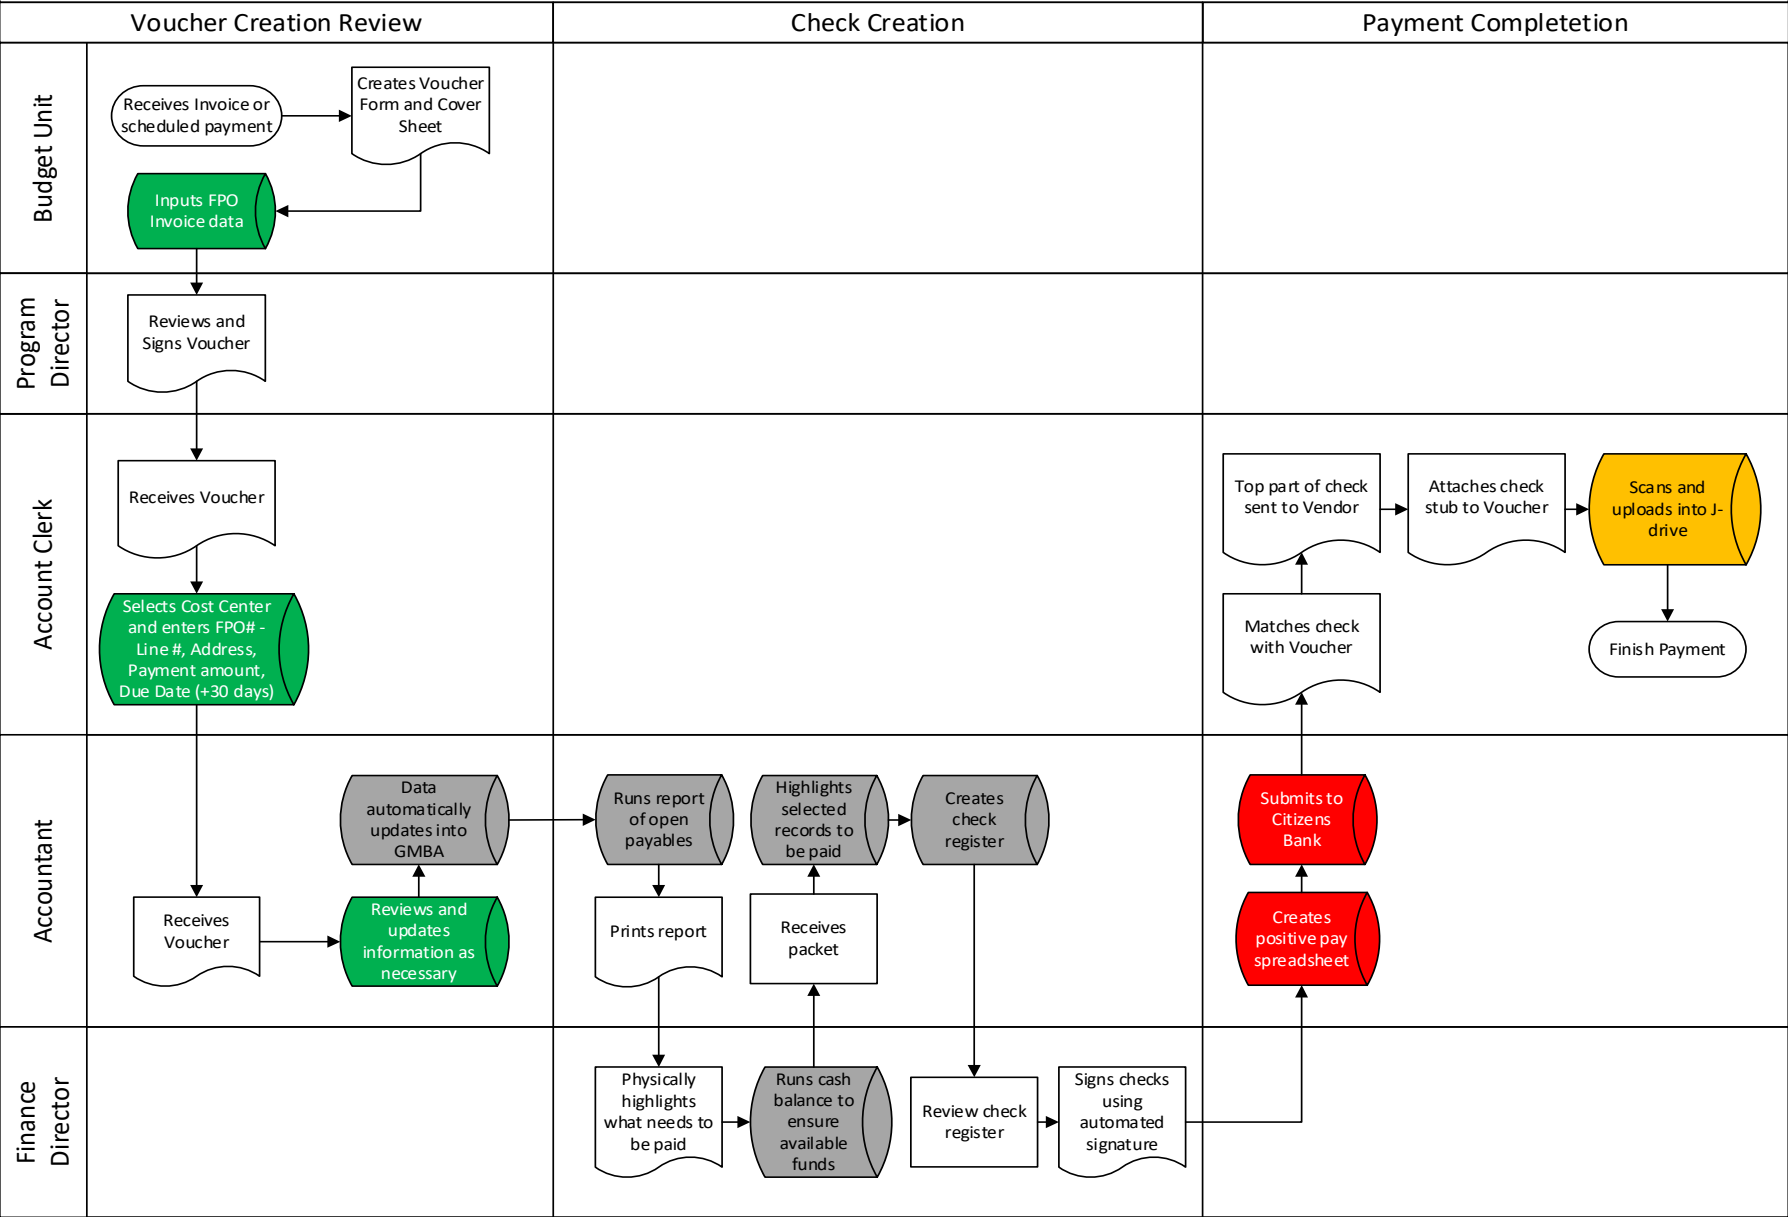 Voucher Creation Review
Check Creation
Payment Completetion
Budget Unit
Receives Invoice or
scheduled payment
Creates Voucher
Form and Cover
Sheet
Inputs FPO
Invoice data
Program
Director
Reviews and
Signs Voucher
Account Clerk
Receives Voucher
Selects Cost Center
and enters FPO# -
Line #, Address,
Payment amount,
Due Date (+30 days)
Top part of check
sent to Vendor
Attaches check
stub to Voucher
Scans and
uploads into J-
drive
Matches check
with Voucher
Finish Payment
Accountant
Receives
Voucher
Reviews and
updates
information as
necessary
Data
automatically
updates into
GMBA
Runs report
of open
payables
Prints report
Highlights
selected
records to
be paid
Receives
packet
Creates
check
register
Submits to
Citizens
Bank
Creates
positive pay
spreadsheet
Finance
Director
Physically
highlights
what needs to
be paid
Runs cash
balance to
ensure
available
funds
Review check
register
Signs checks
using
automated
signature